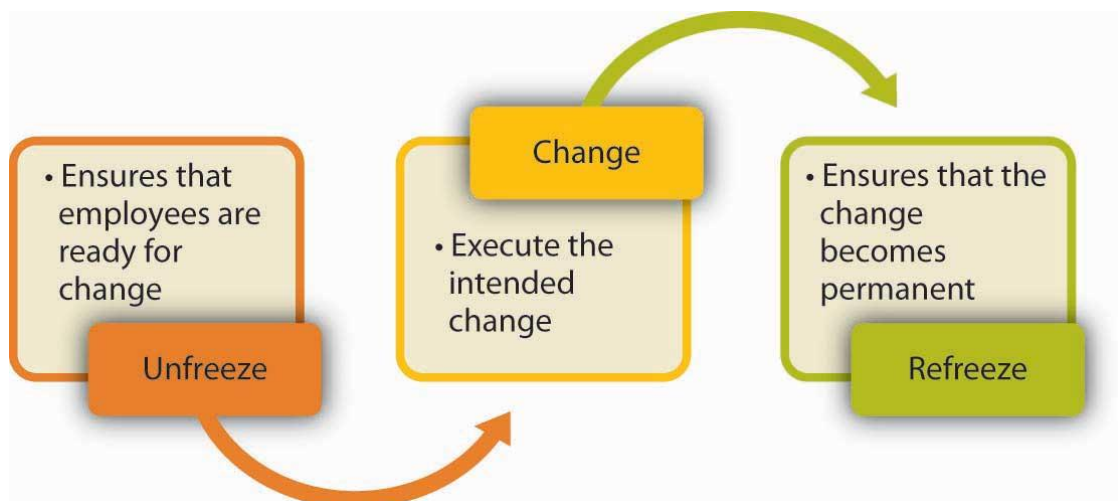 • Ensures that
employees are
ready for
change
Unfreeze
Change
• Execute the
intended
change
• Ensures that the
change
becomes
permanent
Refreeze